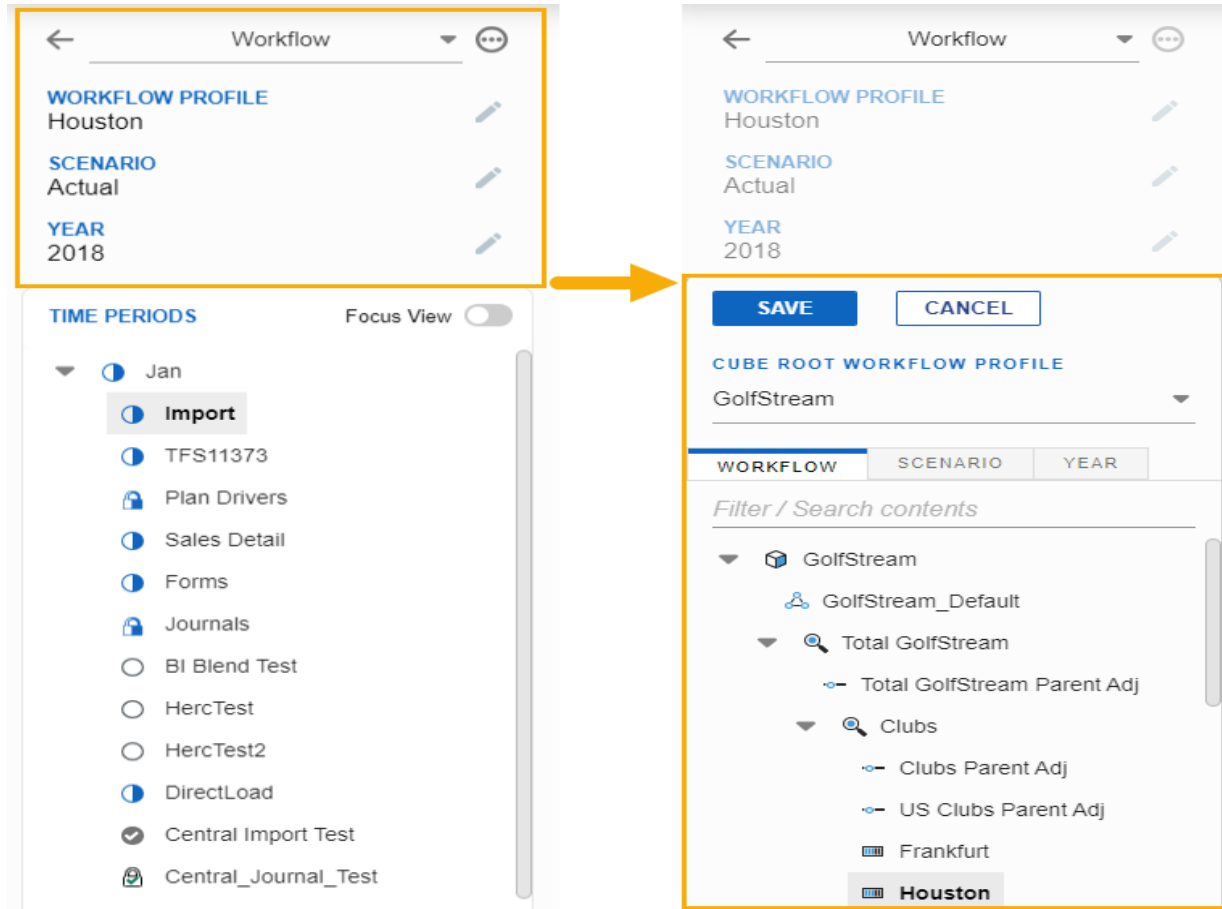 Workflow
WORKFLOW PROFILE
Houston
SCENARIO
Actual
YEAR
2018
TIME PERIODS Focus View
Jan
Import
TFS11373
Plan Drivers
Sales Detail
Forms
Journals
BI Blend Test
HercTest
HercTest2
DirectLoad
Central Import Test
Central_Journal_Test
Workflow
WORKFLOW PROFILE
Houston
SCENARIO
Actual
YEAR
2018
SAVE CANCEL
CUBE ROOT WORKFLOW PROFILE
GolfStream
WORKFLOW SCENARIO YEAR
Filter / Search contents
GolfStream
GolfStream_Default
Total GolfStream
Total GolfStream Parent Adj
Clubs
Clubs Parent Adj
US Clubs Parent Adj
Frankfurt
Houston